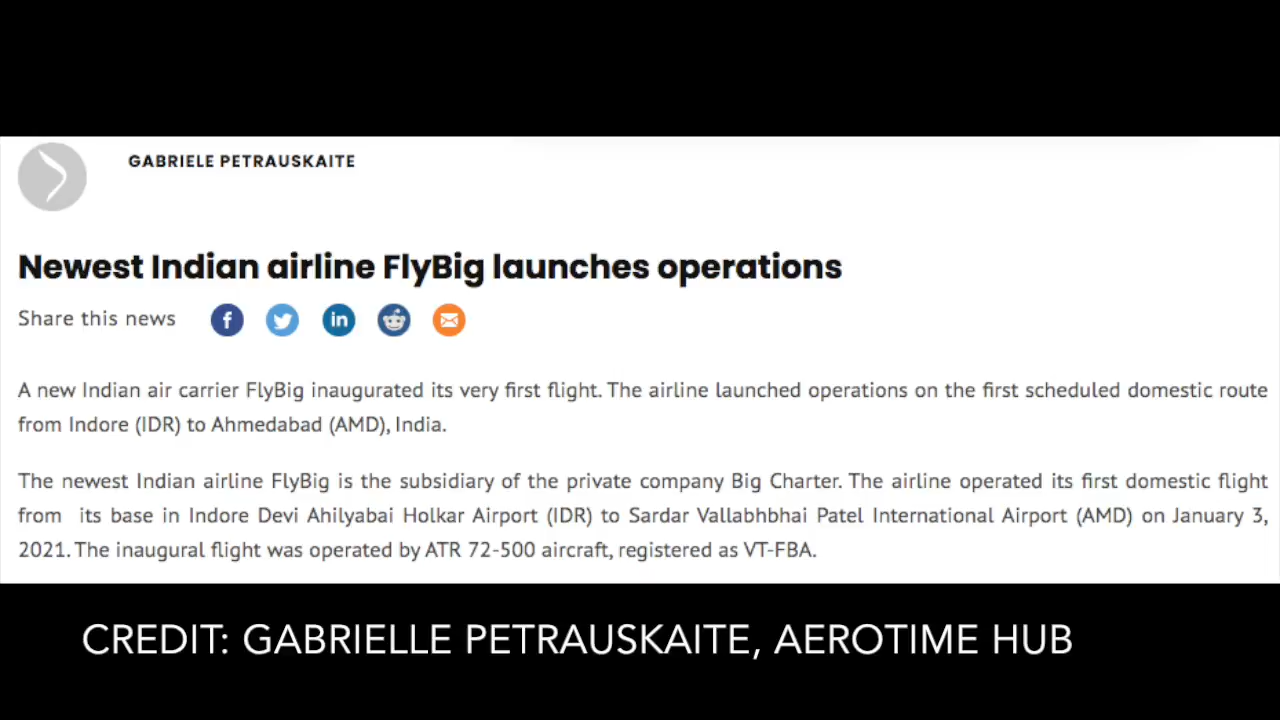 GABRIELE PETRAUSKAITE
Newest Indian airline FlyBig launches operations
Share this news
A new Indian air carrier FlyBig inaugurated its very first flight. The airline launched operations on the first scheduled domestic route
from Indore (IDR) to Ahmedabad (AMD), India.
The newest Indian airline FlyBig is the subsidiary of the private company Big Charter. The airline operated its first domestic flight
from its base in Indore Devi Ahilyabai Holkar Airport (IDR) to Sardar Vallabhbhai Patel International Airport (AMD) on January 3,
2021. The inaugural flight was operated by ATR 72-500 aircraft, registered as VT-FBA.
CREDIT: GABRIELLE PETRAUSKAITE, AEROTIME HUB